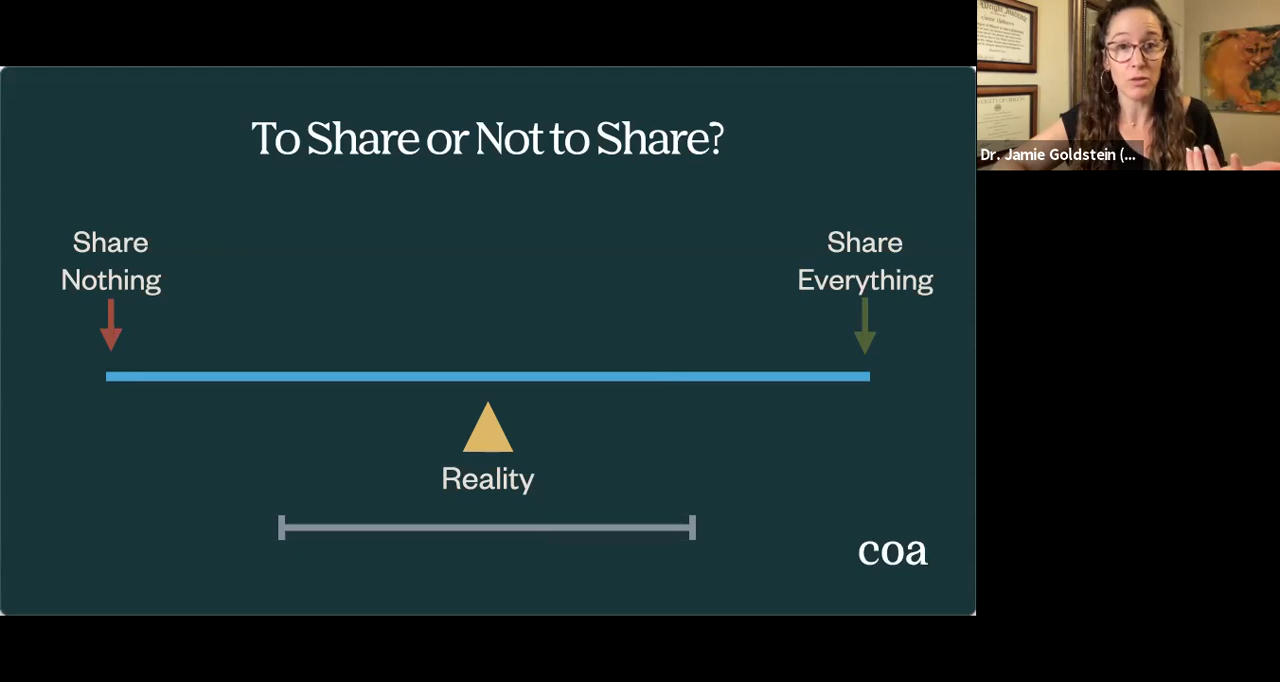 To Share or Not to Share?
Share
Nothing
Share
Everything
Reality
coa
Dr. Jamie Goldstein (...